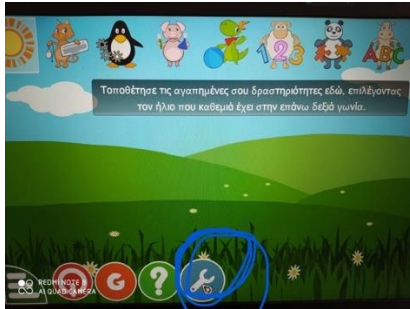 123
ABC
Τοποθέτησε τις αγαπημένες σου δραστηριότητες εδώ, επιλέγοντας
τον ήλιο που καθεμιά έχει στην επάνω δεξιά γωνία.
G ?
REDMI NOTE 8
AI QUAD CAMERA